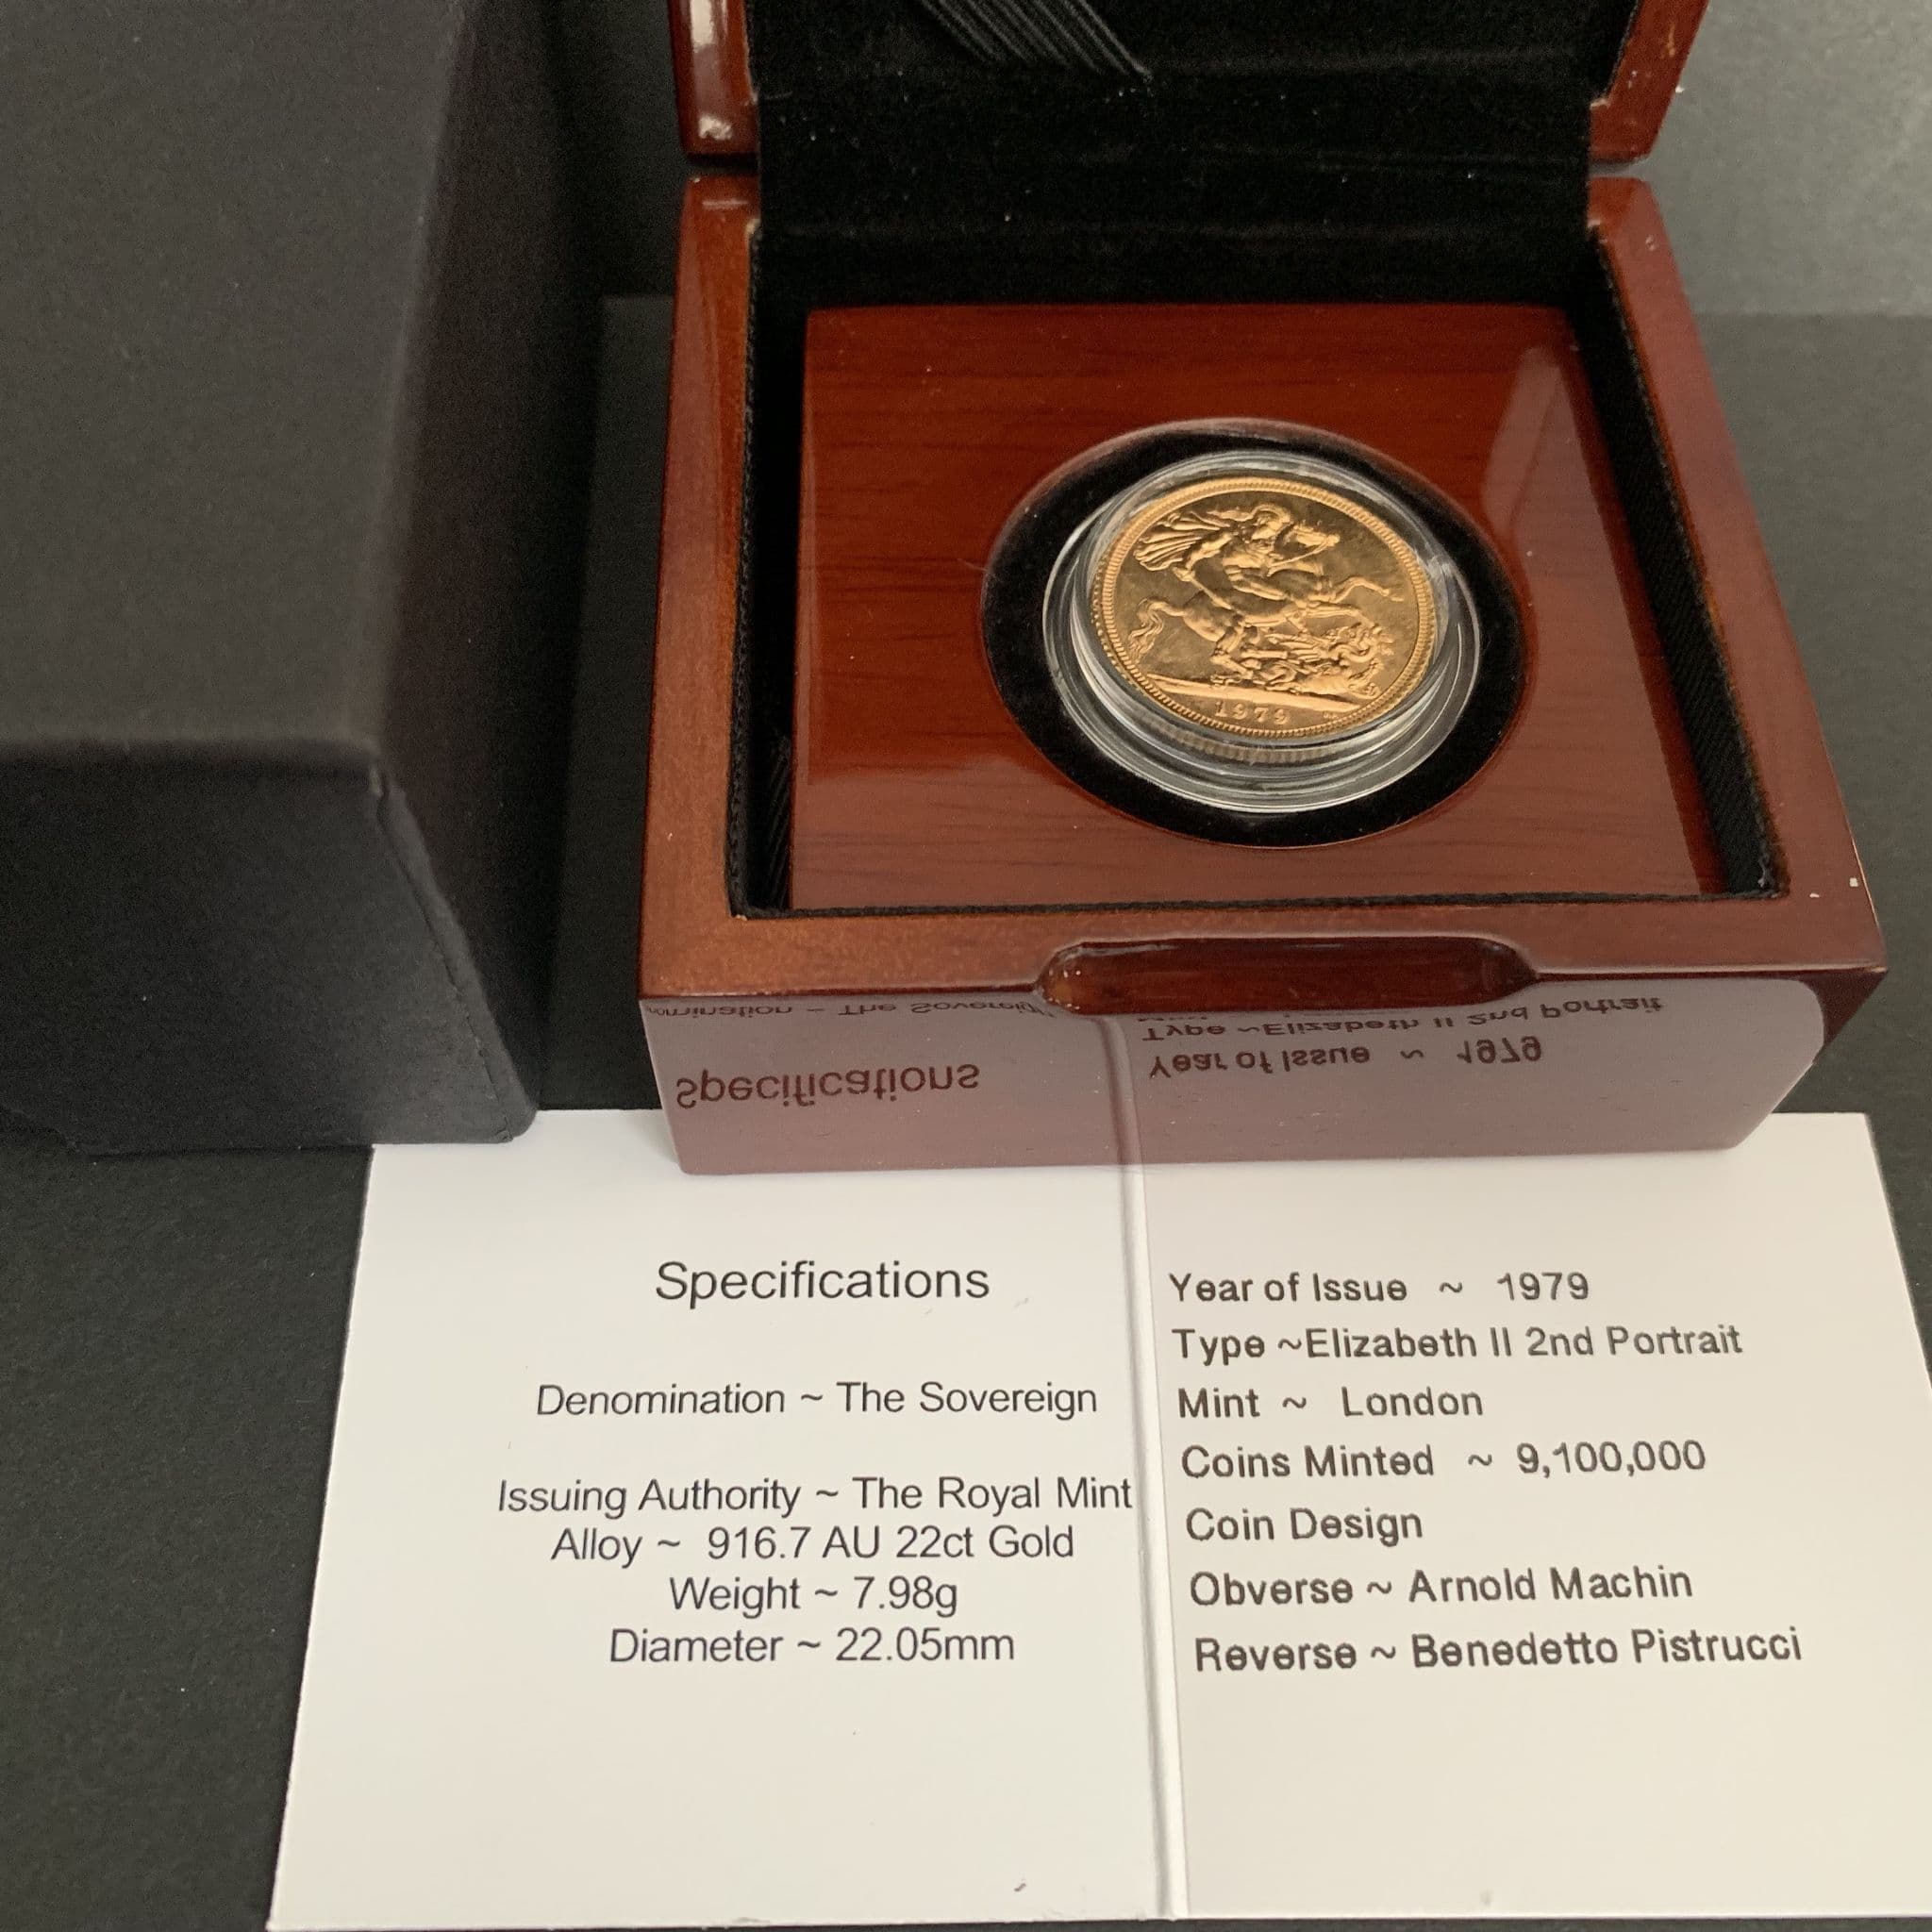 1979
Specifications
Denomination ~ The Sovereign
Issuing Authority ~ The Royal Mint
Alloy ~ 916.7 AU 22ct Gold
Weight ~ 7.98g
Diameter ~ 22.05mm
Year of Issue ~ 1979
Type ~Elizabeth II 2nd Portrait
Mint ~ London
Coins Minted ~ 9,100,000
Coin Design
Obverse ~ Arnold Machin
Reverse ~ Benedetto Pistrucci